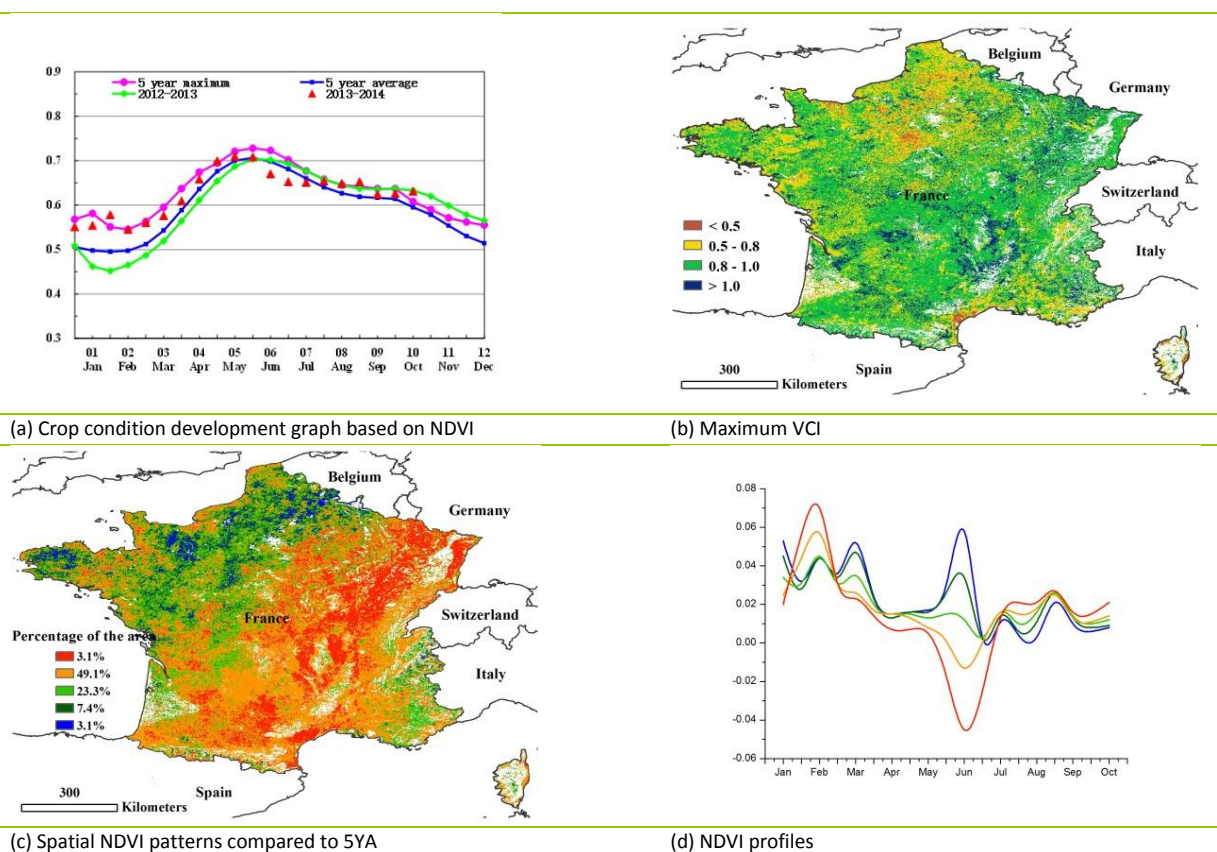 0.9
0.8
0.7
0.6
0.5
0.4
0.3
5 year maximum
5 year average
2012-2013
2013-2014
01 02 03 04 05 06 07 08 09 10 11 12
Jan Feb Mar Apr May Jun Jul Aug Sep Oct Nov Dec
Belgium
Germany
France
Switzerland
Italy
Spain
< 0.5
0.5 - 0.8
0.8 - 1.0
> 1.0
300
Kilometers
(a) Crop condition development graph based on NDVI
(b) Maximum VCI
Belgium
Germany
France
Switzerland
Italy
Spain
Percentage of the area
3.1%
49.1%
23.3%
7.4%
3.1%
300
Kilometers
0.08
0.06
0.04
0.02
0.00
-0.02
-0.04
-0.06
Jan Feb Mar Apr May Jun Jul Aug Sep Oct
(c) Spatial NDVI patterns compared to 5YA
(d) NDVI profiles